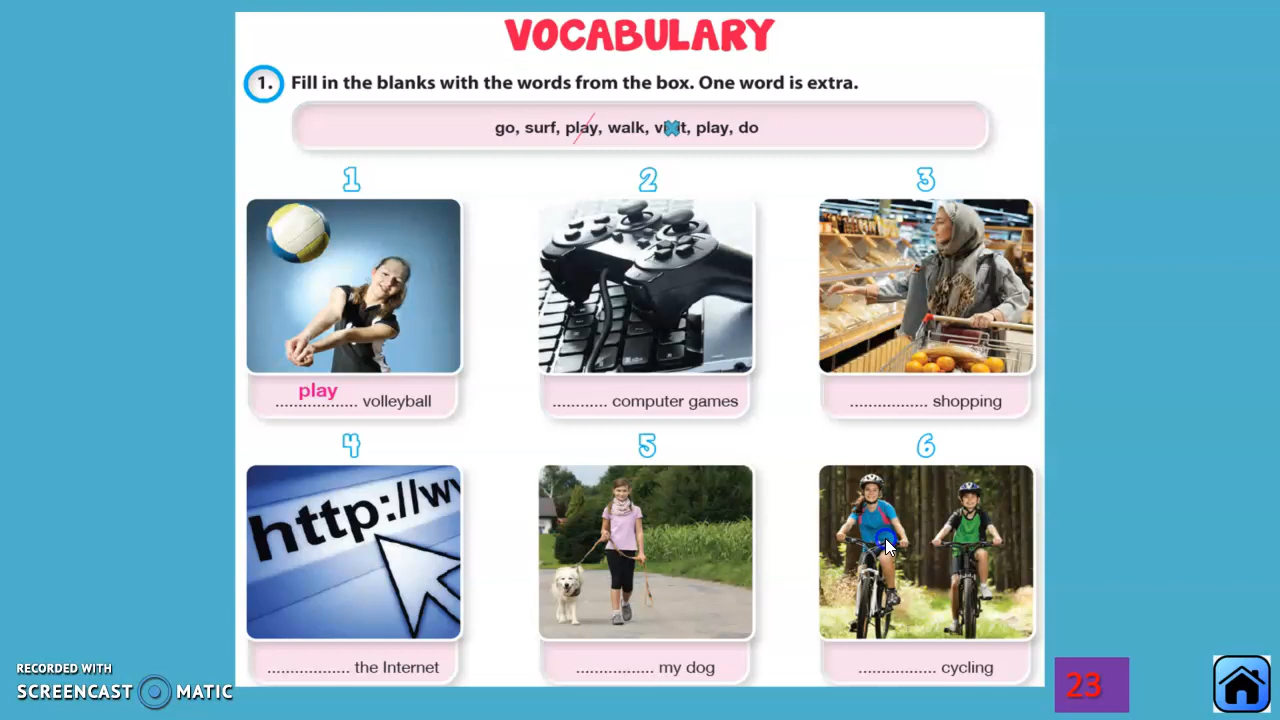 VOCABULARY
1. Fill in the blanks with the words from the box. One word is extra.
go, surf, play, walk, visit, play, do
1
2
3
play
.................. volleyball
............ computer games
................ shopping
4
5
6
http://w
.................. the Internet
................. my dog
................. cycling
RECORDED WITH
SCREENCAST MATIC
23